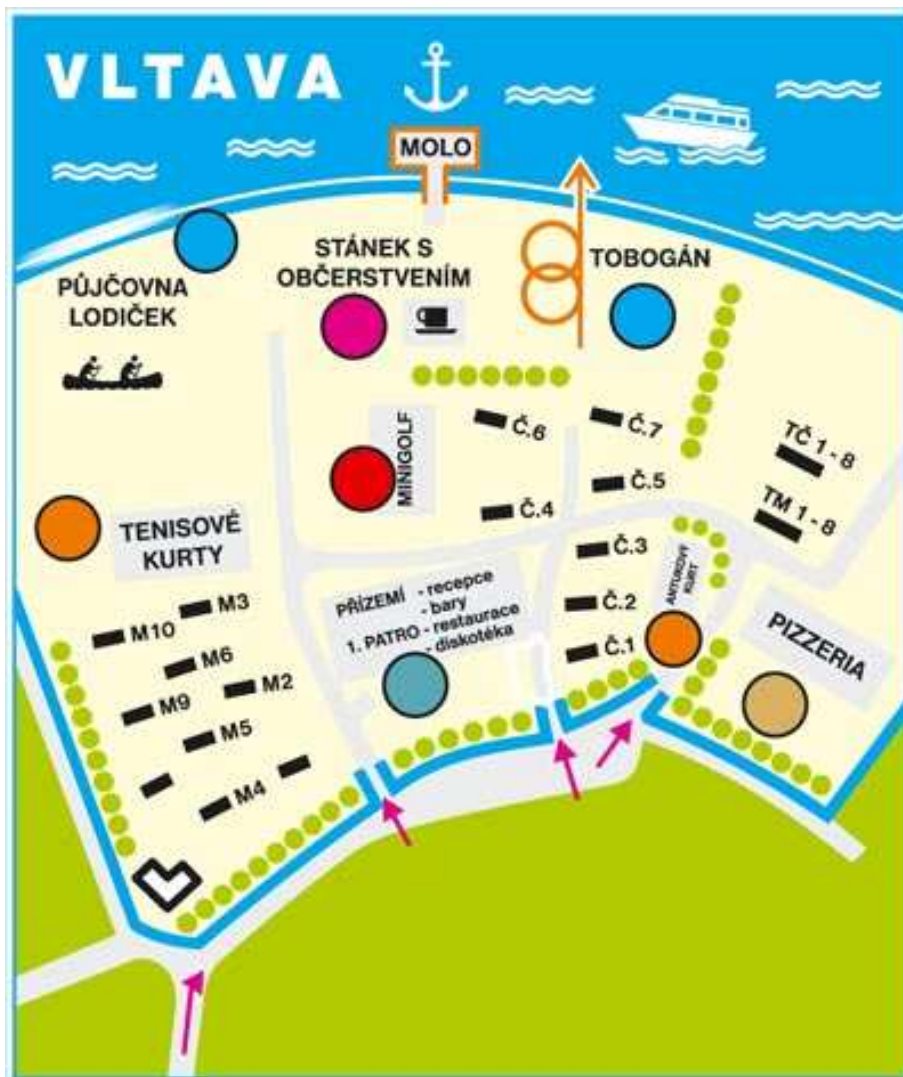 VLTAVA
MOLO
STÁNEK S
OBČERSTVENÍM
TOBOGÁN
PŮJČOVNA
LODIČEK
MINIGOLF
Č.6
Č.7
Č.4
Č.5
TČ 1 - 8
TM 1 - 8
TENISOVÉ
KURTY
Č.3
ANTUKOVÝ
KURT
PŘÍZEMÍ - recepce
- bary
1. PATRO - restaurace
- diskotéka
Č.2
Č.1
PIZZERIA
M3
M10
M6
M2
M9
M5
M4